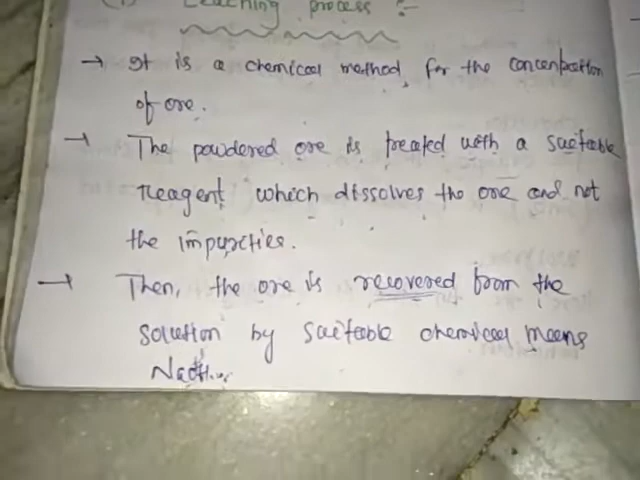 Leaching process :-
→ It is a chemical method, for the concentration
of ore.
→ The powdered ore is treated with a suitable
reagent which dissolves the ore and not
the impurities.
→ Then, the ore is recovered from the
solution by suitable chemical means